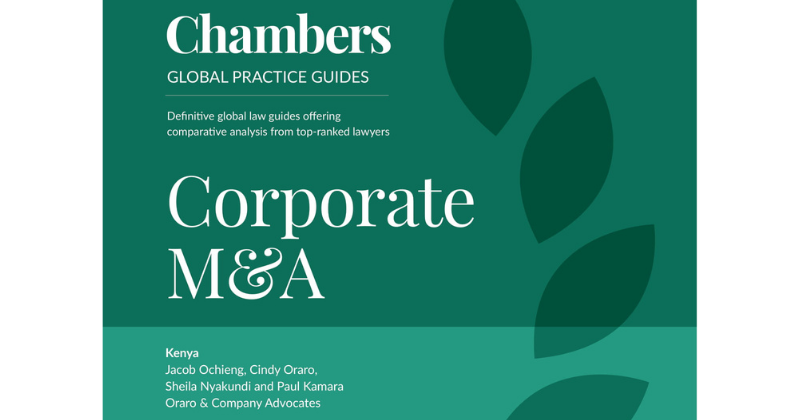 Chambers
GLOBAL PRACTICE GUIDES
Definitive global law guides offering
comparative analysis from top-ranked lawyers
Corporate
M&A
Kenya
Jacob Ochieng, Cindy Oraro,
Sheila Nyakundi and Paul Kamara
Oraro & Company Advocates